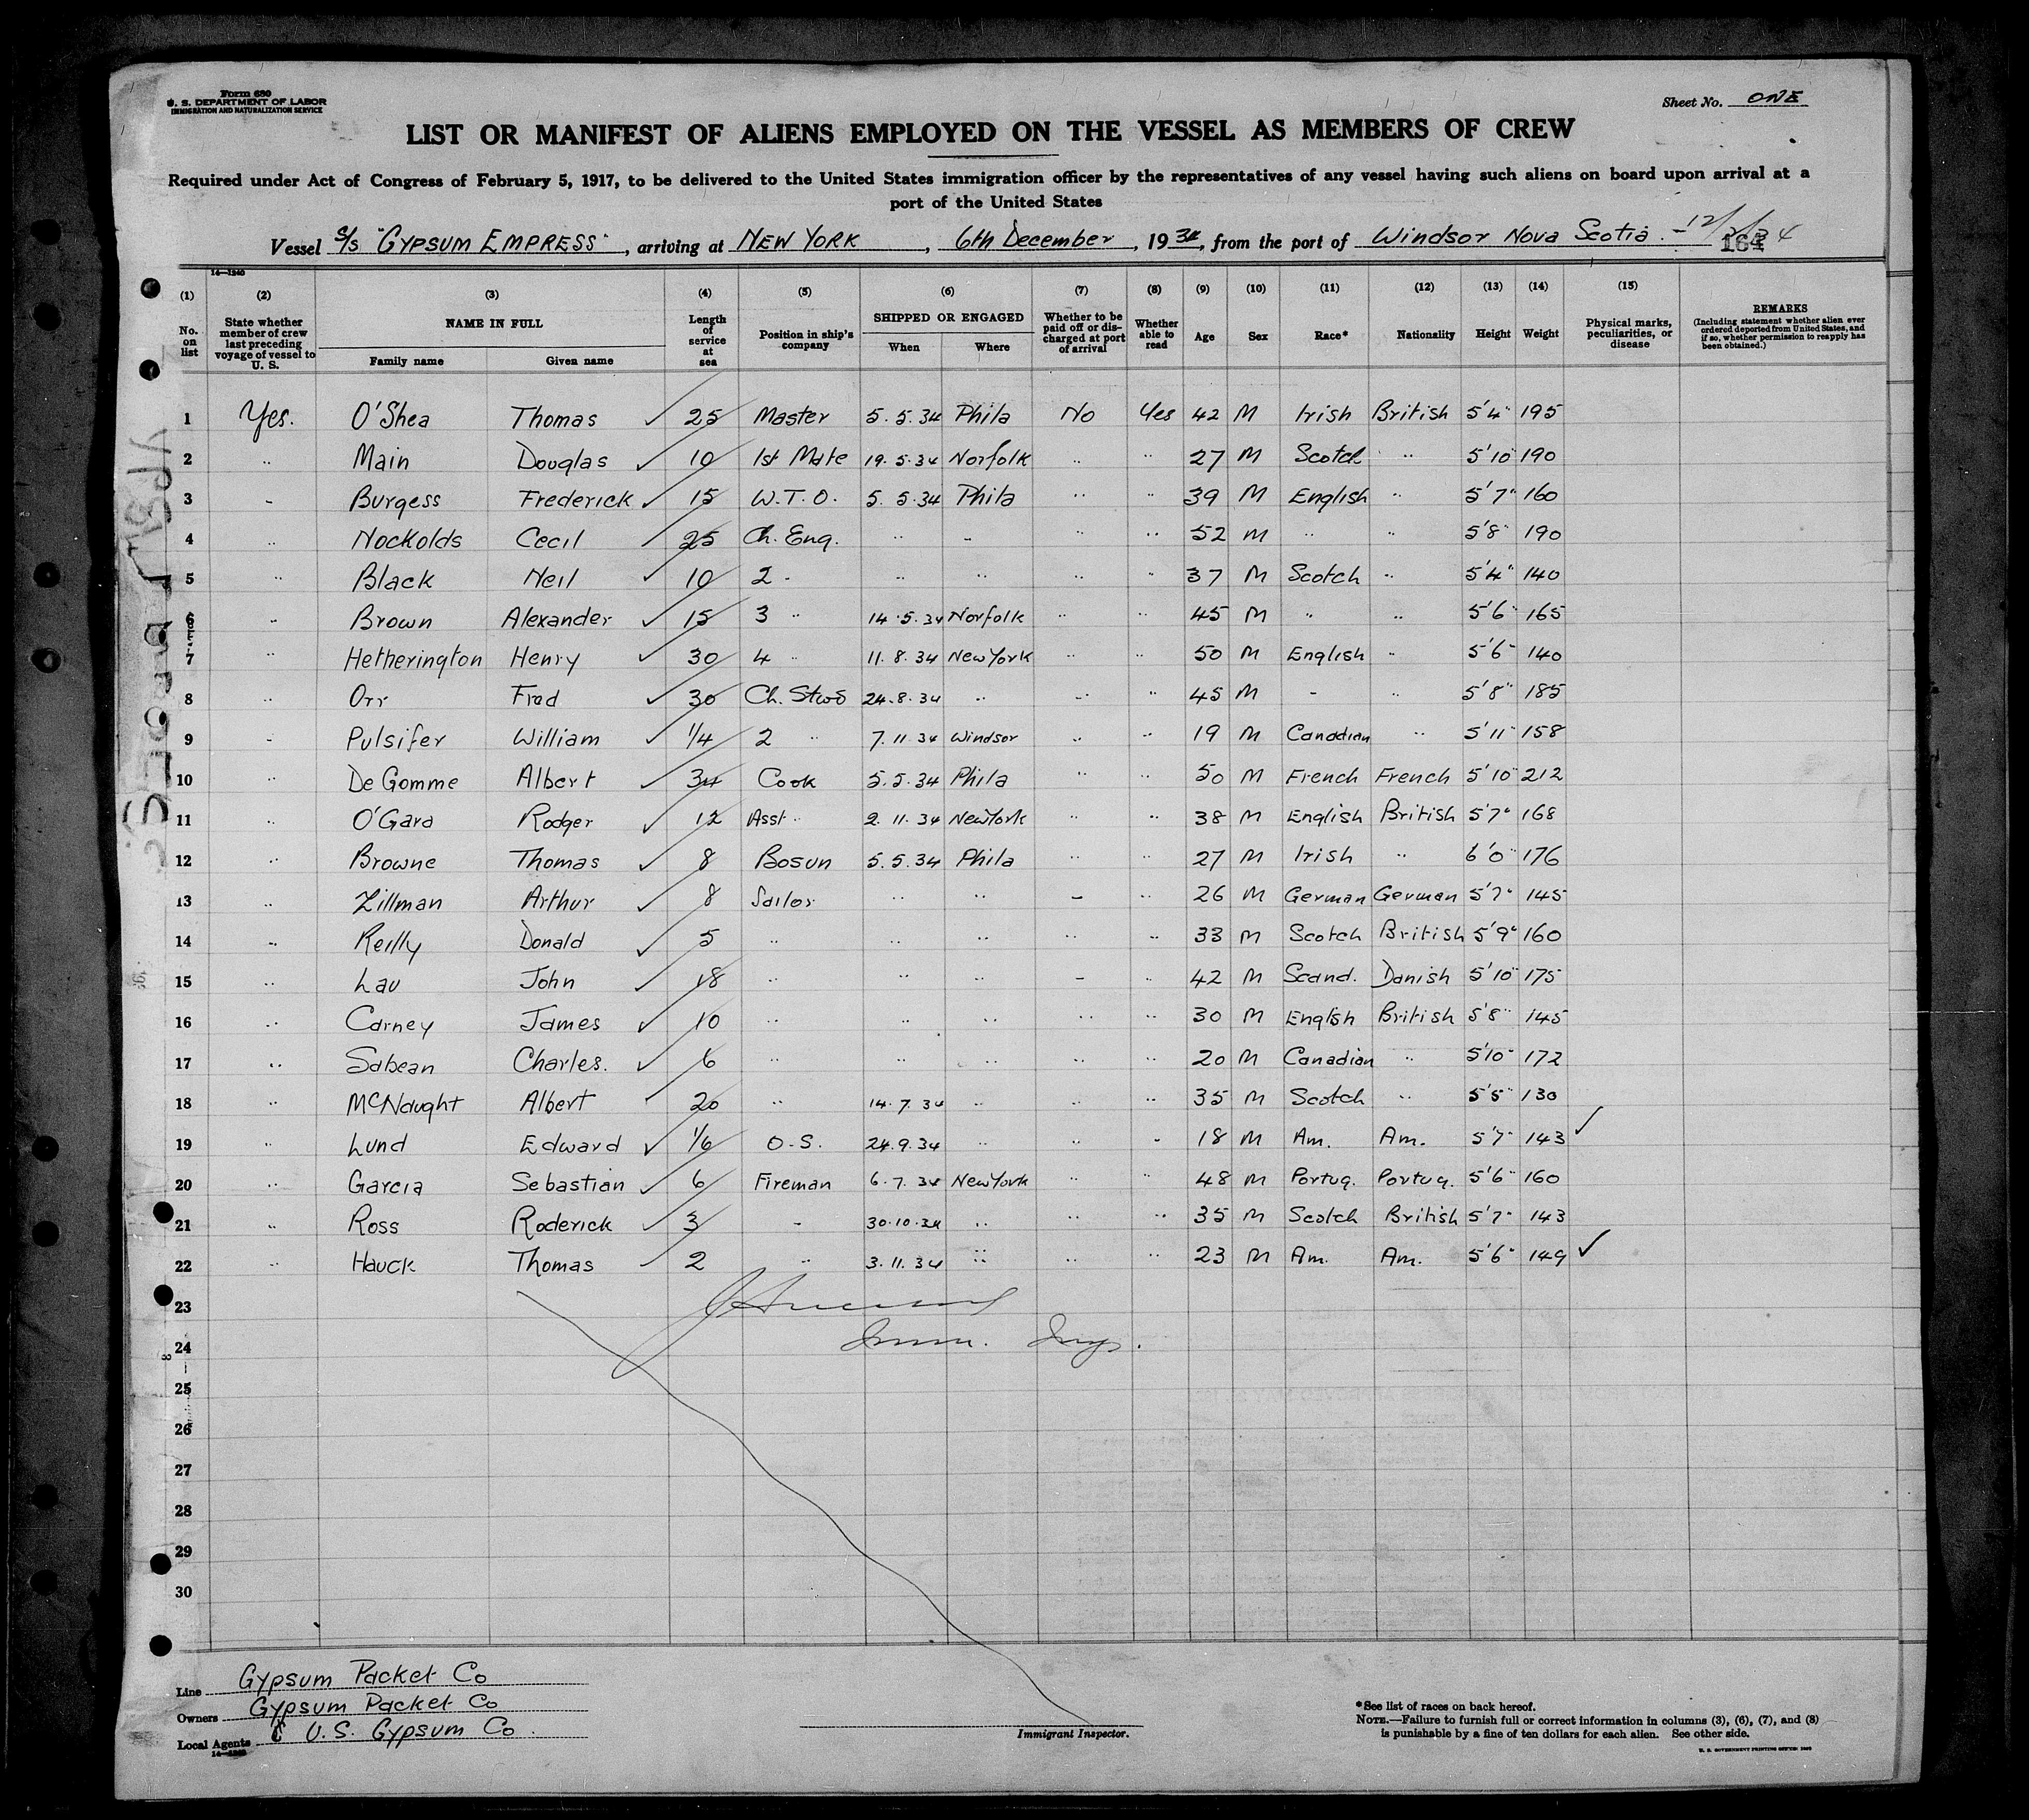 Form 680
U. S. DEPARTMENT OF LABOR
IMMIGRATION AND NATURALIZATION SERVICE
Sheet No. ONE
LIST OR MANIFEST OF ALIENS EMPLOYED ON THE VESSEL AS MEMBERS OF CREW
Required under Act of Congress of February 5, 1917, to be delivered to the United States immigration officer by the representatives of any vessel having such aliens on board upon arrival at a
port of the United States
Vessel S/S "GYPSUM EMPRESS", arriving at NEW YORK, 6th December, 1934, from the port of Windsor Nova Scotia.
14—1240
(1) (2) (3) (4) (5) (6) (7) (8) (9) (10) (11) (12) (13) (14) (15)
No. on list
State whether member of crew last preceding voyage of vessel to U. S.
NAME IN FULL
Family name Given name
Length of service at sea
Position in ship's company
SHIPPED OR ENGAGED
When Where
Whether to be paid off or discharged at port of arrival
Whether able to read
Age Sex Race* Nationality Height Weight
Physical marks, peculiarities, or disease
REMARKS
(Including statement whether alien ever ordered deported from United States, and if so, whether permission to reapply has been obtained.)
1 Yes. O'Shea Thomas ✓ 25 Master 5.5.34 Phila No Yes 42 M Irish British 5'4" 195
2 " Main Douglas ✓ 10 1st Mate 19.5.34 Norfolk " " 27 M Scotch " 5'10 190
3 " Burgess Frederick ✓ 15 W.T.O. 5.5.34 Phila " " 39 M English " 5'7" 160
4 " Nockolds Cecil ✓ 25 Ch. Eng. " " " " 52 M " " 5'8" 190
5 " Black Neil ✓ 10 2 " " " " " 37 M Scotch " 5'4" 140
6 " Brown Alexander ✓ 15 3 " 14.5.34 Norfolk " " 45 M " " 5'6" 165
7 " Hetherington Henry ✓ 30 4 " 11.8.34 New York " " 50 M English " 5'6" 140
8 " Orr Fred ✓ 30 Ch. Stwd 24.8.34 " " " 45 M " " 5'8" 185
9 " Pulsifer William ✓ 1/4 2 " 7.11.34 Windsor " " 19 M Canadian " 5'11" 158
10 " De Gomme Albert ✓ 34 Cook 5.5.34 Phila " " 50 M French French 5'10" 212
11 " O'Gara Rodger ✓ 12 Asst " 2.11.34 New York " " 38 M English British 5'7" 168
12 " Browne Thomas ✓ 8 Bosun 5.5.34 Phila " " 27 M Irish " 6'0" 176
13 " Zillman Arthur ✓ 8 Sailor " " " " 26 M German German 5'7" 145
14 " Reilly Donald ✓ 5 " " " " " 33 M Scotch British 5'9" 160
15 " Lau John ✓ 18 " " " " " 42 M Scand. Danish 5'10" 175
16 " Carney James ✓ 10 " " " " " 30 M English British 5'8" 145
17 " Sabean Charles. ✓ 6 " " " " " 20 M Canadian " 5'10" 172
18 " McNaught Albert ✓ 20 " 14.7.34 " " " 35 M Scotch " 5'5" 130
19 " Lund Edward ✓ 1/6 O.S. 24.9.34 " " " 18 M Am. Am. 5'7" 143 ✓
20 " Garcia Sebastian ✓ 6 Fireman 6.7.34 New York " " 48 M Portug. Portug. 5'6" 160
21 " Ross Roderick ✓ 3 " 30.10.34 " " " 35 M Scotch British 5'7" 143
22 " Hauck Thomas ✓ 2 " 3.11.34 " " " 23 M Am. Am. 5'6" 149 ✓
23
24 Imm. Insp.
25
26
27
28
29
30
Line Gypsum Packet Co
Owners Gypsum Packet Co
Local Agents U.S. Gypsum Co.
14—1240
Immigrant Inspector.
*See list of races on back hereof.
NOTE.—Failure to furnish full or correct information in columns (3), (6), (7), and (8)
is punishable by a fine of ten dollars for each alien. See other side.
U. S. GOVERNMENT PRINTING OFFICE